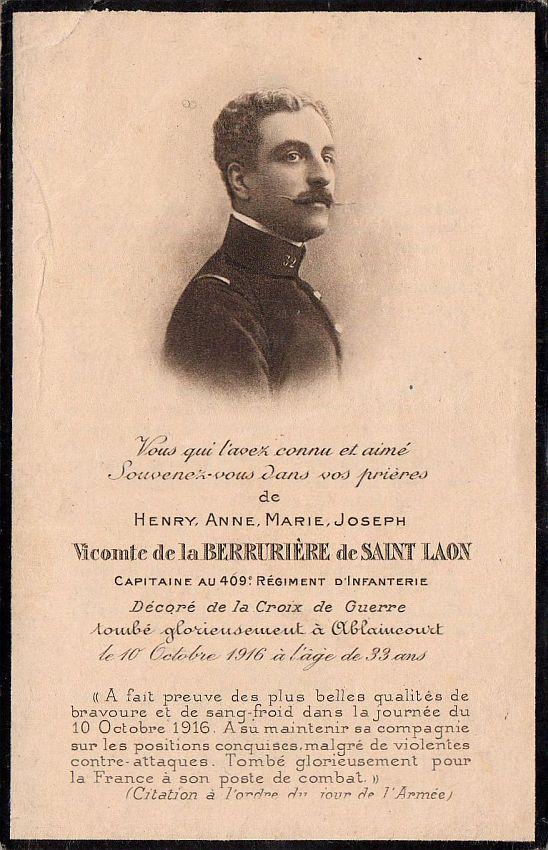 32
Vous qui l'avez connu et aimé
Souvenez-vous dans vos prières
de
HENRY, ANNE, MARIE, JOSEPH
Vicomte de la BERRURIÈRE de SAINT LAON
CAPITAINE AU 409e RÉGIMENT D'INFANTERIE
Décoré de la Croix de Guerre
tombé glorieusement à Ablaincourt
le 10 Octobre 1916 à l'âge de 33 ans
« A fait preuve des plus belles qualités de
bravoure et de sang-froid dans la journée du
10 Octobre 1916. A su maintenir sa compagnie
sur les positions conquises, malgré de violentes
contre-attaques. Tombé glorieusement pour
la France à son poste de combat. »
(Citation à l'ordre du jour de l'Armée)